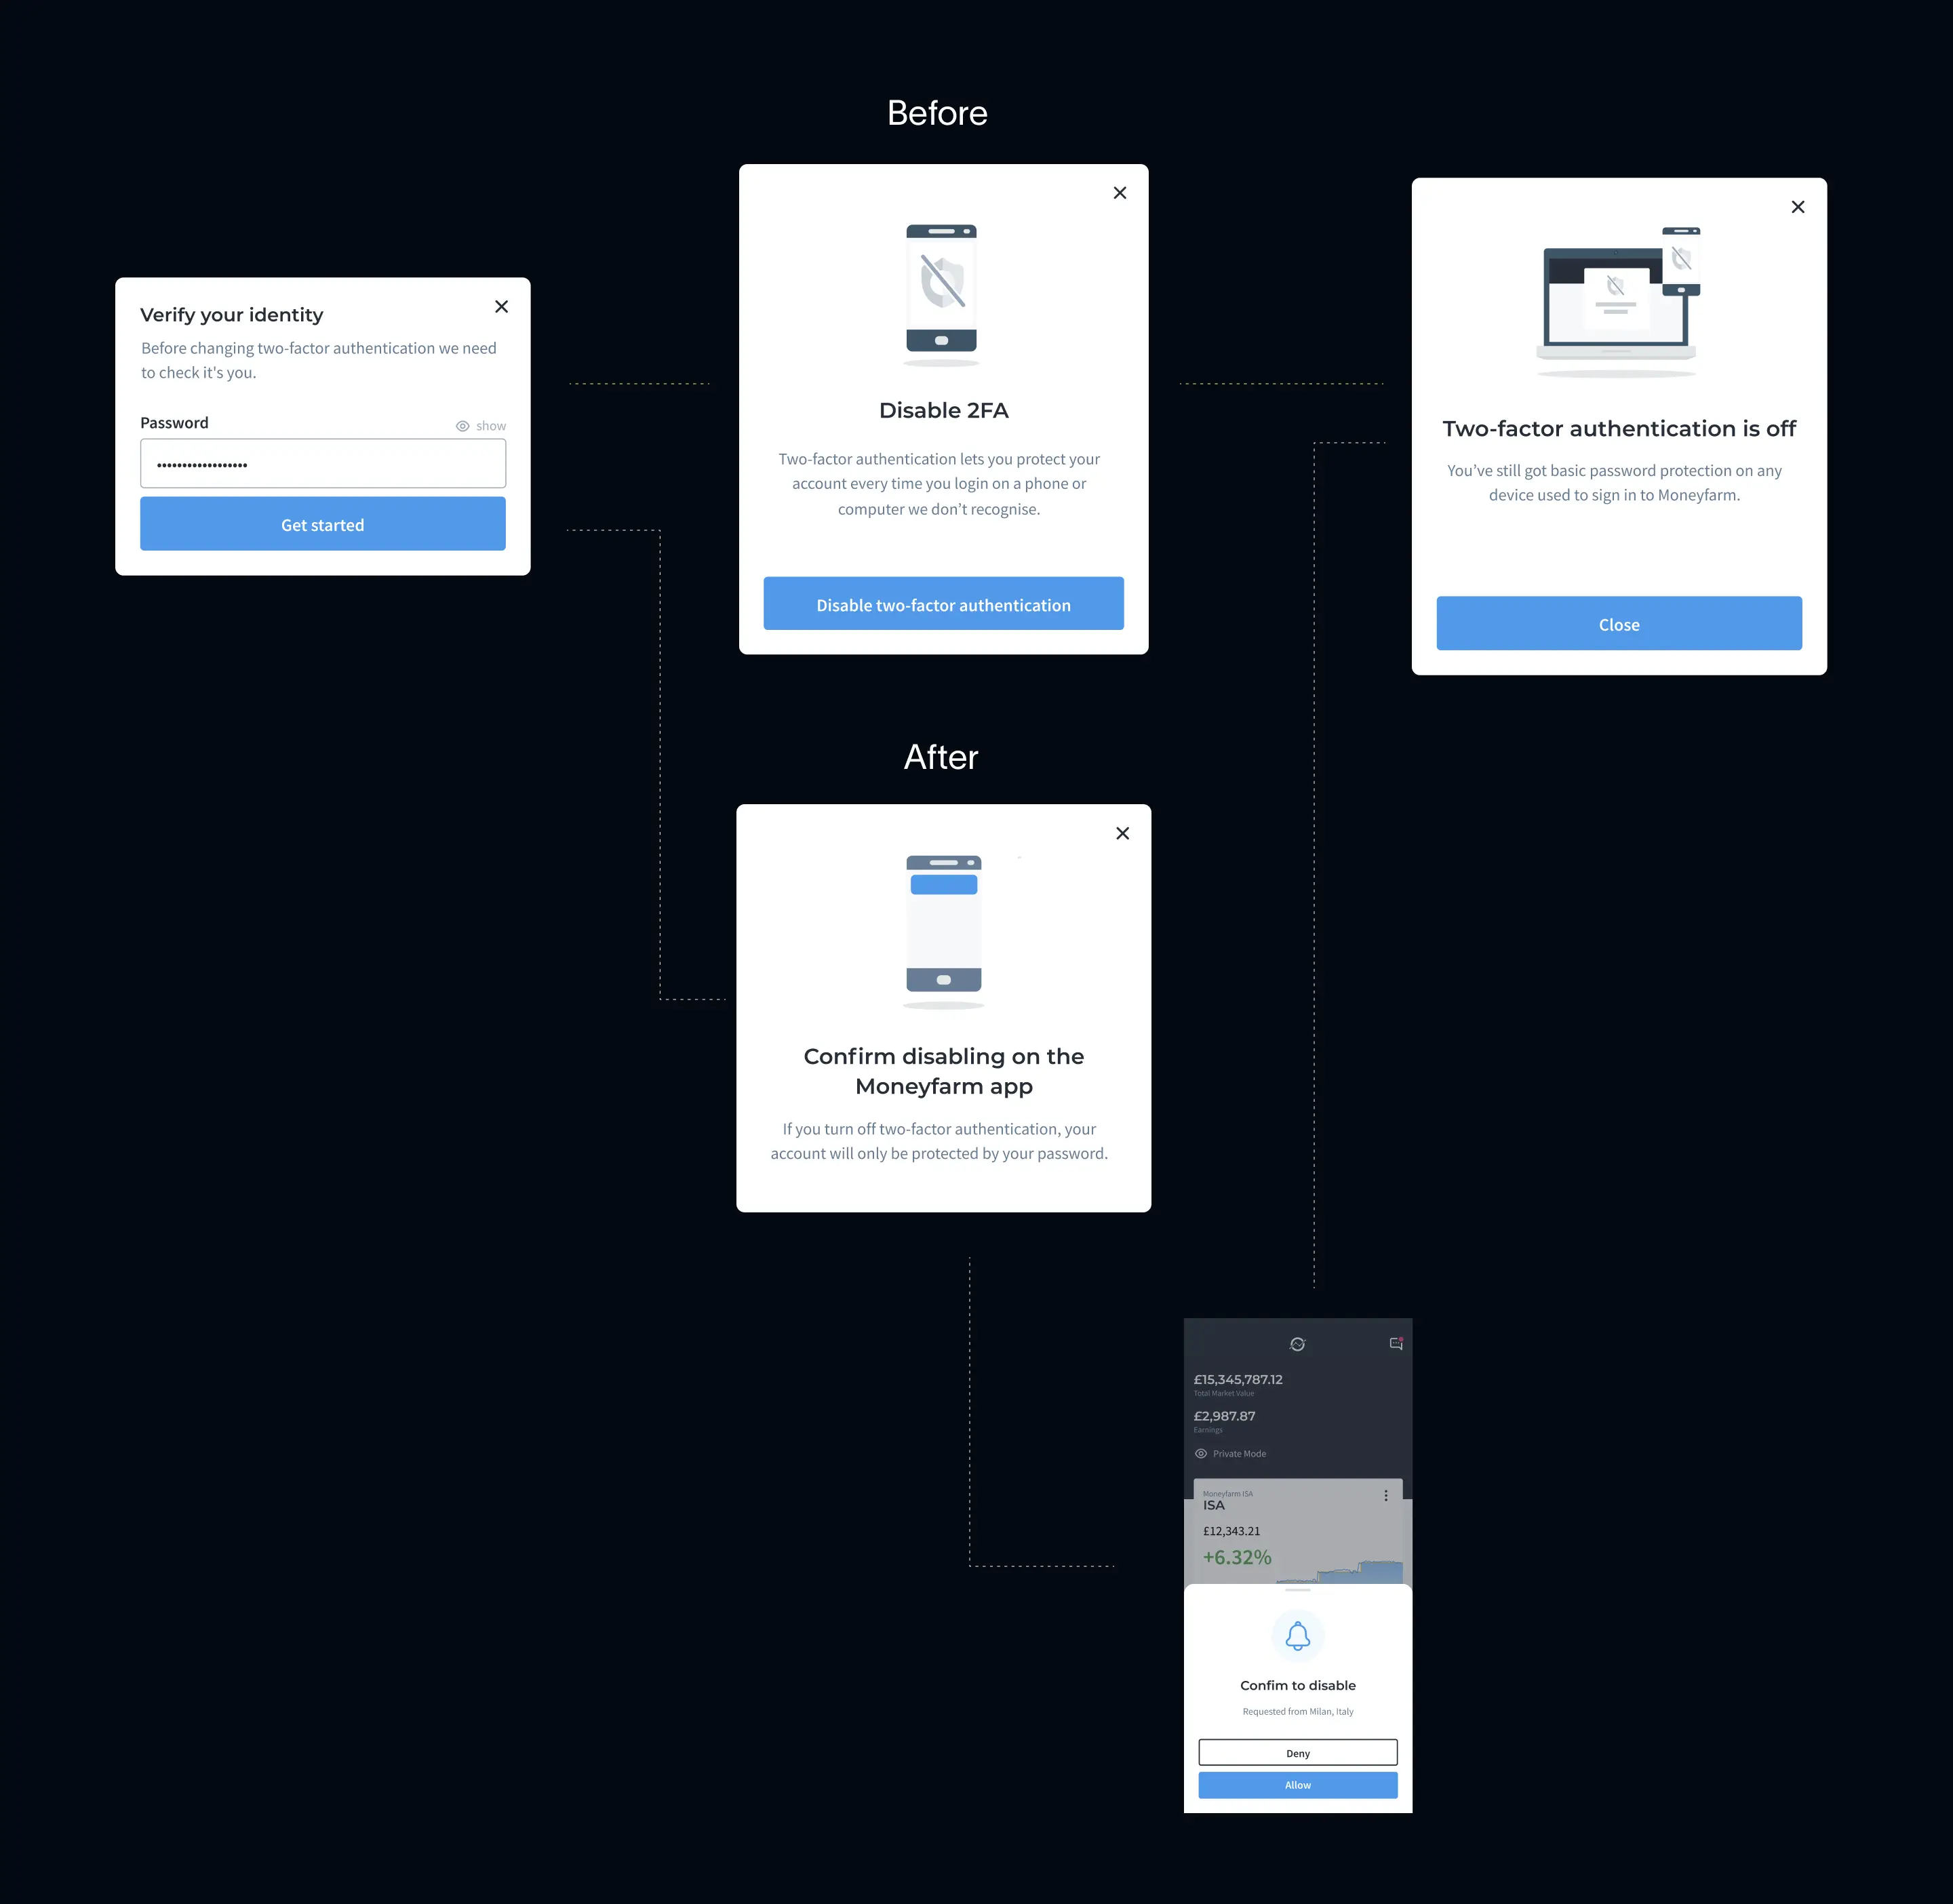 Before
Verify your identity
Before changing two-factor authentication we need
to check it's you.
Password
show
••••••••••••••••••
Get started
Disable 2FA
Two-factor authentication lets you protect your
account every time you login on a phone or
computer we don’t recognise.
Disable two-factor authentication
Two-factor authentication is off
You’ve still got basic password protection on any
device used to sign in to Moneyfarm.
Close
After
Confirm disabling on the
Moneyfarm app
If you turn off two-factor authentication, your
account will only be protected by your password.
£15,345,787.12
Total Market Value
£2,987.87
Earnings
Private Mode
Moneyfarm ISA
ISA
£12,343.21
+6.32%
Confim to disable
Requested from Milan, Italy
Deny
Allow